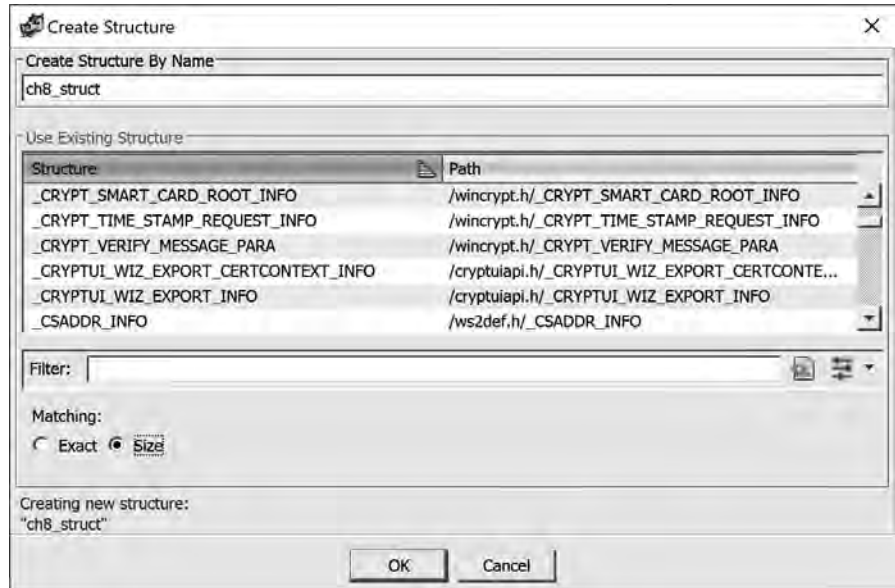 Create Structure
Create Structure By Name
ch8_struct
Use Existing Structure
Structure Path
_CRYPT_SMART_CARD_ROOT_INFO /wincrypt.h/_CRYPT_SMART_CARD_ROOT_INFO
_CRYPT_TIME_STAMP_REQUEST_INFO /wincrypt.h/_CRYPT_TIME_STAMP_REQUEST_INFO
_CRYPT_VERIFY_MESSAGE_PARA /wincrypt.h/_CRYPT_VERIFY_MESSAGE_PARA
_CRYPTUI_WIZ_EXPORT_CERTCONTEXT_INFO /cryptuiapi.h/_CRYPTUI_WIZ_EXPORT_CERTCONTE...
_CRYPTUI_WIZ_EXPORT_INFO /cryptuiapi.h/_CRYPTUI_WIZ_EXPORT_INFO
_CSADDR_INFO /ws2def.h/_CSADDR_INFO
Filter:
Matching:
Exact Size
Creating new structure:
"ch8_struct"
OK Cancel